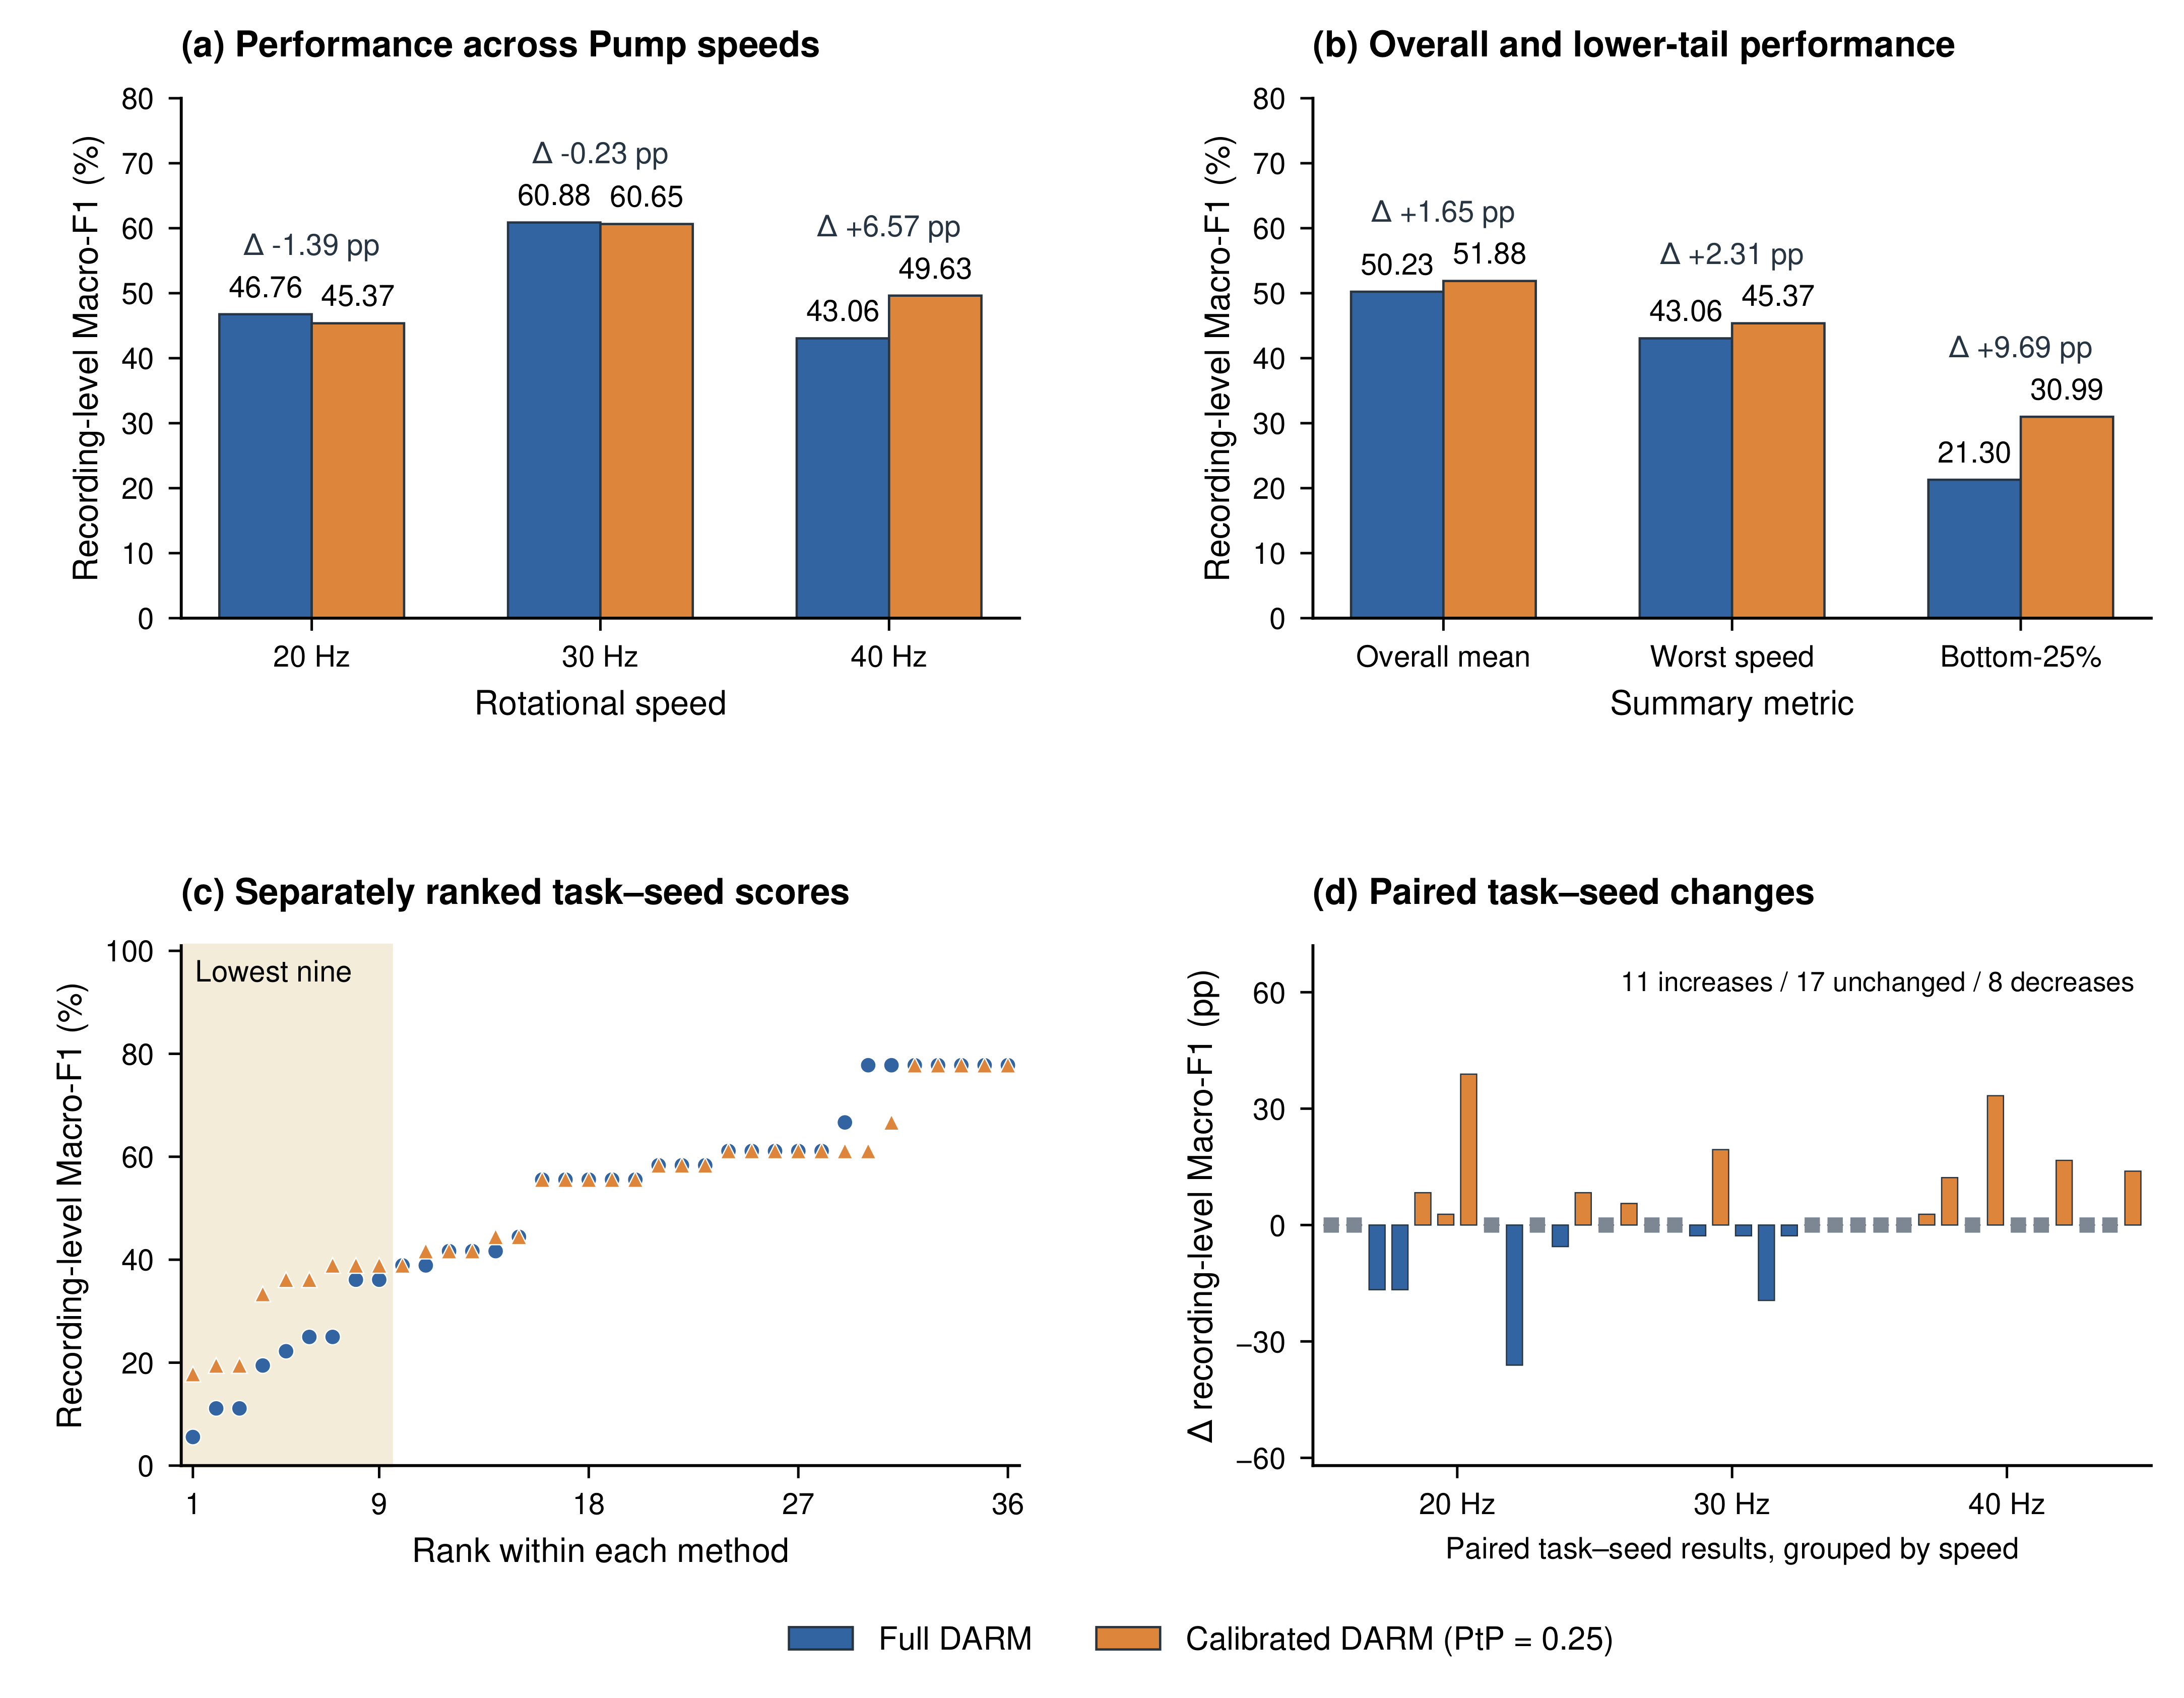 (a) Performance across Pump speeds
Recording-level Macro-F1 (%)
80
70
60
50
40
30
20
10
0
Δ -1.39 pp
46.76 45.37
Δ -0.23 pp
60.88 60.65
Δ +6.57 pp
43.06 49.63
20 Hz 30 Hz 40 Hz
Rotational speed
(b) Overall and lower-tail performance
Recording-level Macro-F1 (%)
80
70
60
50
40
30
20
10
0
Δ +1.65 pp
50.23 51.88
Δ +2.31 pp
43.06 45.37
Δ +9.69 pp
21.30 30.99
Overall mean Worst speed Bottom-25%
Summary metric
(c) Separately ranked task–seed scores
Recording-level Macro-F1 (%)
100
80
60
40
20
0
Lowest nine
1 9 18 27 36
Rank within each method
(d) Paired task–seed changes
Δ recording-level Macro-F1 (pp)
60
30
0
−30
−60
11 increases / 17 unchanged / 8 decreases
20 Hz 30 Hz 40 Hz
Paired task–seed results, grouped by speed
Full DARM Calibrated DARM (PtP = 0.25)